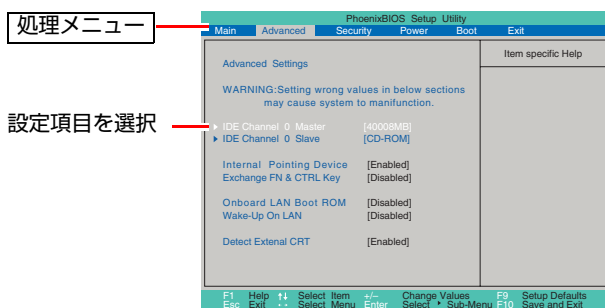 処理メニュー
PhoenixBIOS Setup Utility
Main Advanced Security Power Boot Exit
Item specific Help
Advanced Settings
WARNING:Setting wrong values in below sections
may cause system to manifunction.
設定項目を選択
IDE Channel 0 Master [40008MB]
IDE Channel 0 Slave [CD-ROM]
Internal Pointing Device [Enabled]
Exchange FN & CTRL Key [Disabled]
Onboard LAN Boot ROM [Disabled]
Wake-Up On LAN [Disabled]
Detect Extenal CRT [Enabled]
F1 Help ↑↓ Select Item +/− Change Values F9 Setup Defaults
Esc Exit ·· Select Menu Enter Select ▸ Sub-Menu F10 Save and Exit